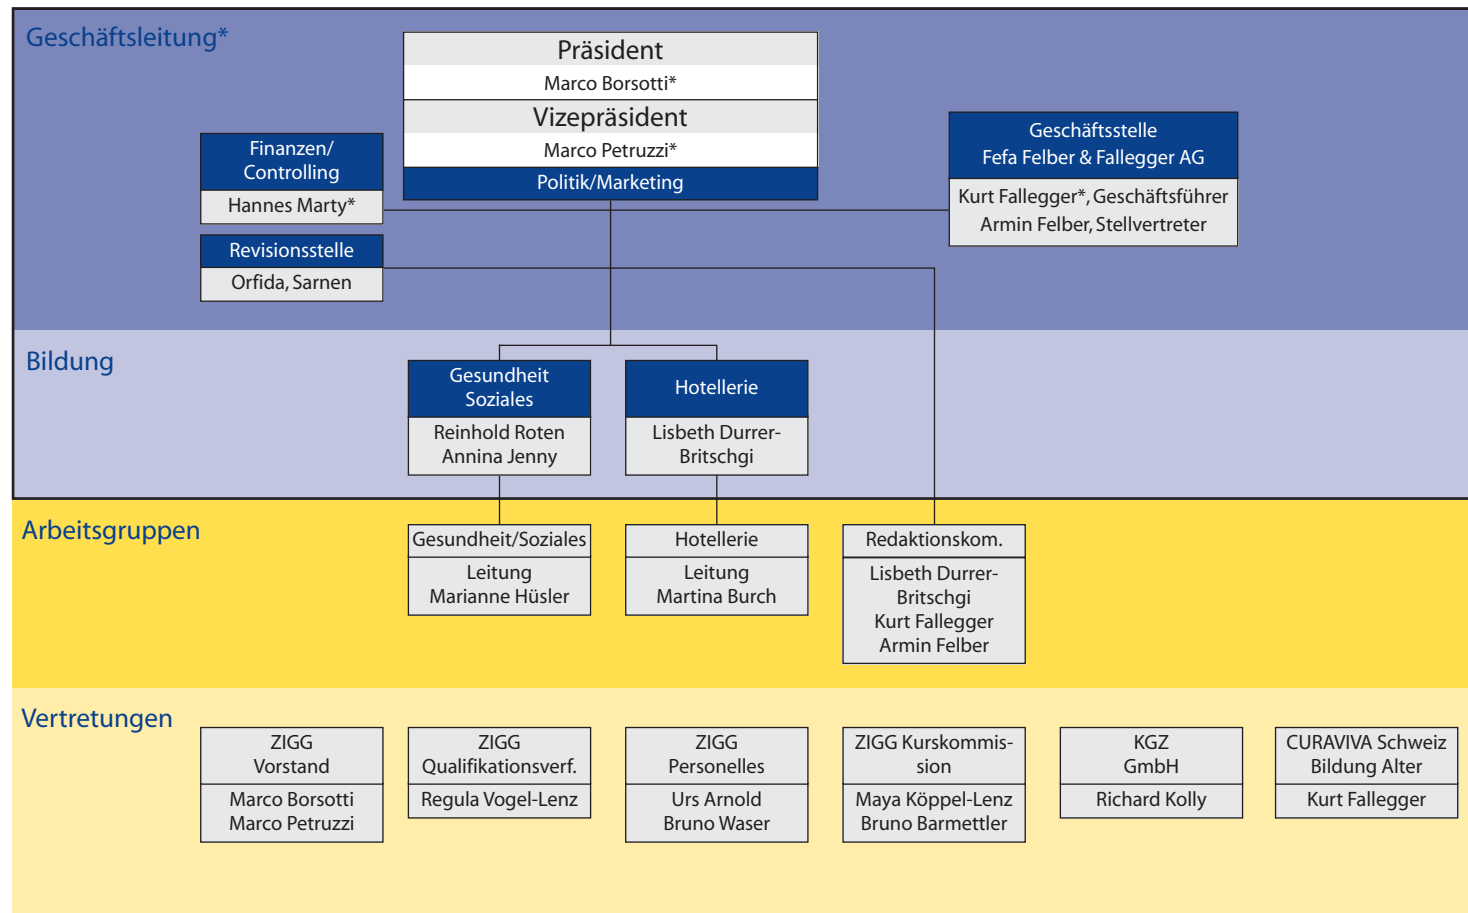 Geschäftsleitung*
Präsident
Marco Borsotti*
Vizepräsident
Marco Petruzzi*
Politik/Marketing
Finanzen/
Controlling
Hannes Marty*
Geschäftsstelle
Fefa Felber & Fallegger AG
Kurt Fallegger*, Geschäftsführer
Armin Felber, Stellvertreter
Revisionsstelle
Orfida, Sarnen
Bildung
Gesundheit
Soziales
Reinhold Roten
Annina Jenny
Hotellerie
Lisbeth Durrer-
Britschgi
Arbeitsgruppen
Gesundheit/Soziales
Leitung
Marianne Hüsler
Hotellerie
Leitung
Martina Burch
Redaktionskom.
Lisbeth Durrer-
Britschgi
Kurt Fallegger
Armin Felber
Vertretungen
ZIGG
Vorstand
Marco Borsotti
Marco Petruzzi
ZIGG
Qualifikationsverf.
Regula Vogel-Lenz
ZIGG
Personelles
Urs Arnold
Bruno Waser
ZIGG Kurskommis-
sion
Maya Köppel-Lenz
Bruno Barmettler
KGZ
GmbH
Richard Kolly
CURAVIVA Schweiz
Bildung Alter
Kurt Fallegger